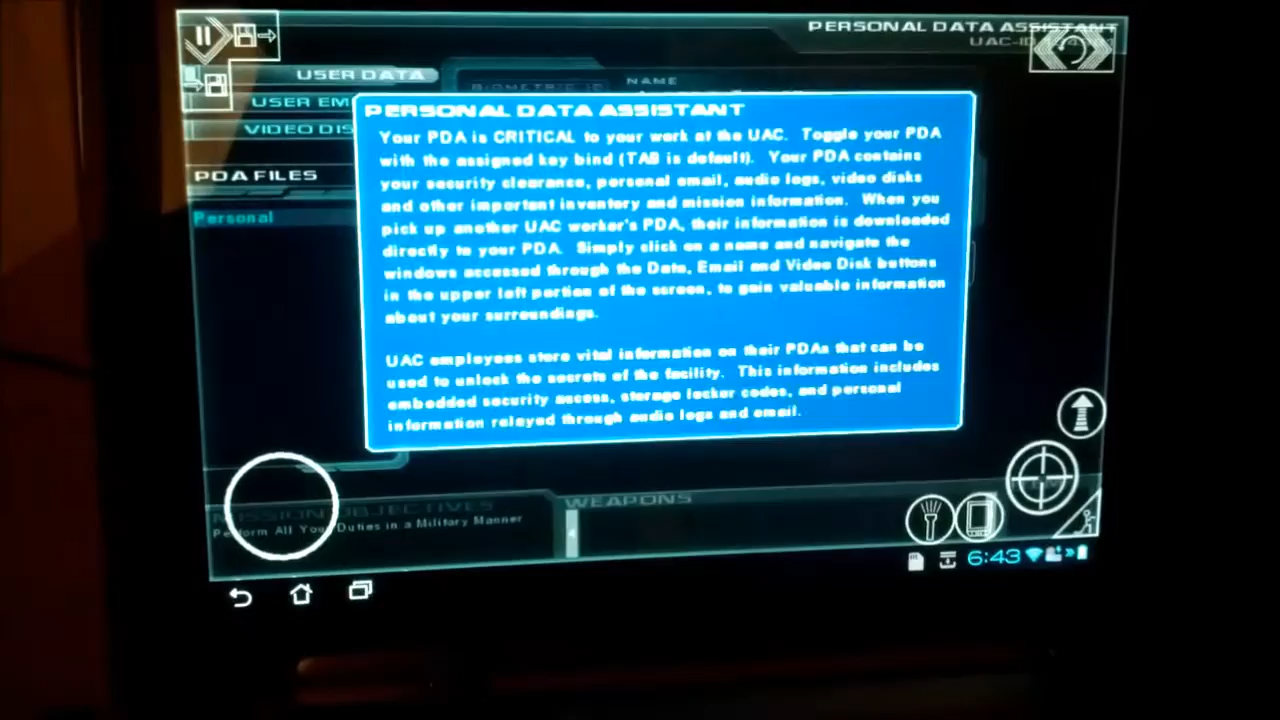 PERSONAL DATA ASSISTANT
USER DATA
NAME
PERSONAL DATA ASSISTANT
Your PDA is CRITICAL to your work at the UAC. Toggle your PDA
with the assigned key bind (TAB is default). Your PDA contains
your security clearance, personal email, audio logs, video disks
and other important inventory and mission information. When you
pick up another UAC worker's PDA, their information is downloaded
directly to your PDA. Simply click on a name and navigate the
windows accessed through the Data, Email and Video Disk buttons
in the upper left portion of the screen, to gain valuable information
about your surroundings.
UAC employees store vital information on their PDAs that can be
used to unlock the secrets of the facility. This information includes
embedded security access, storage locker codes, and personal
information relayed through audio logs and email.
USER EM
VIDEO DIS
PDA FILES
Personal
MISSION OBJECTIVES
Perform All Your Duties in a Military Manner
WEAPONS
6:43